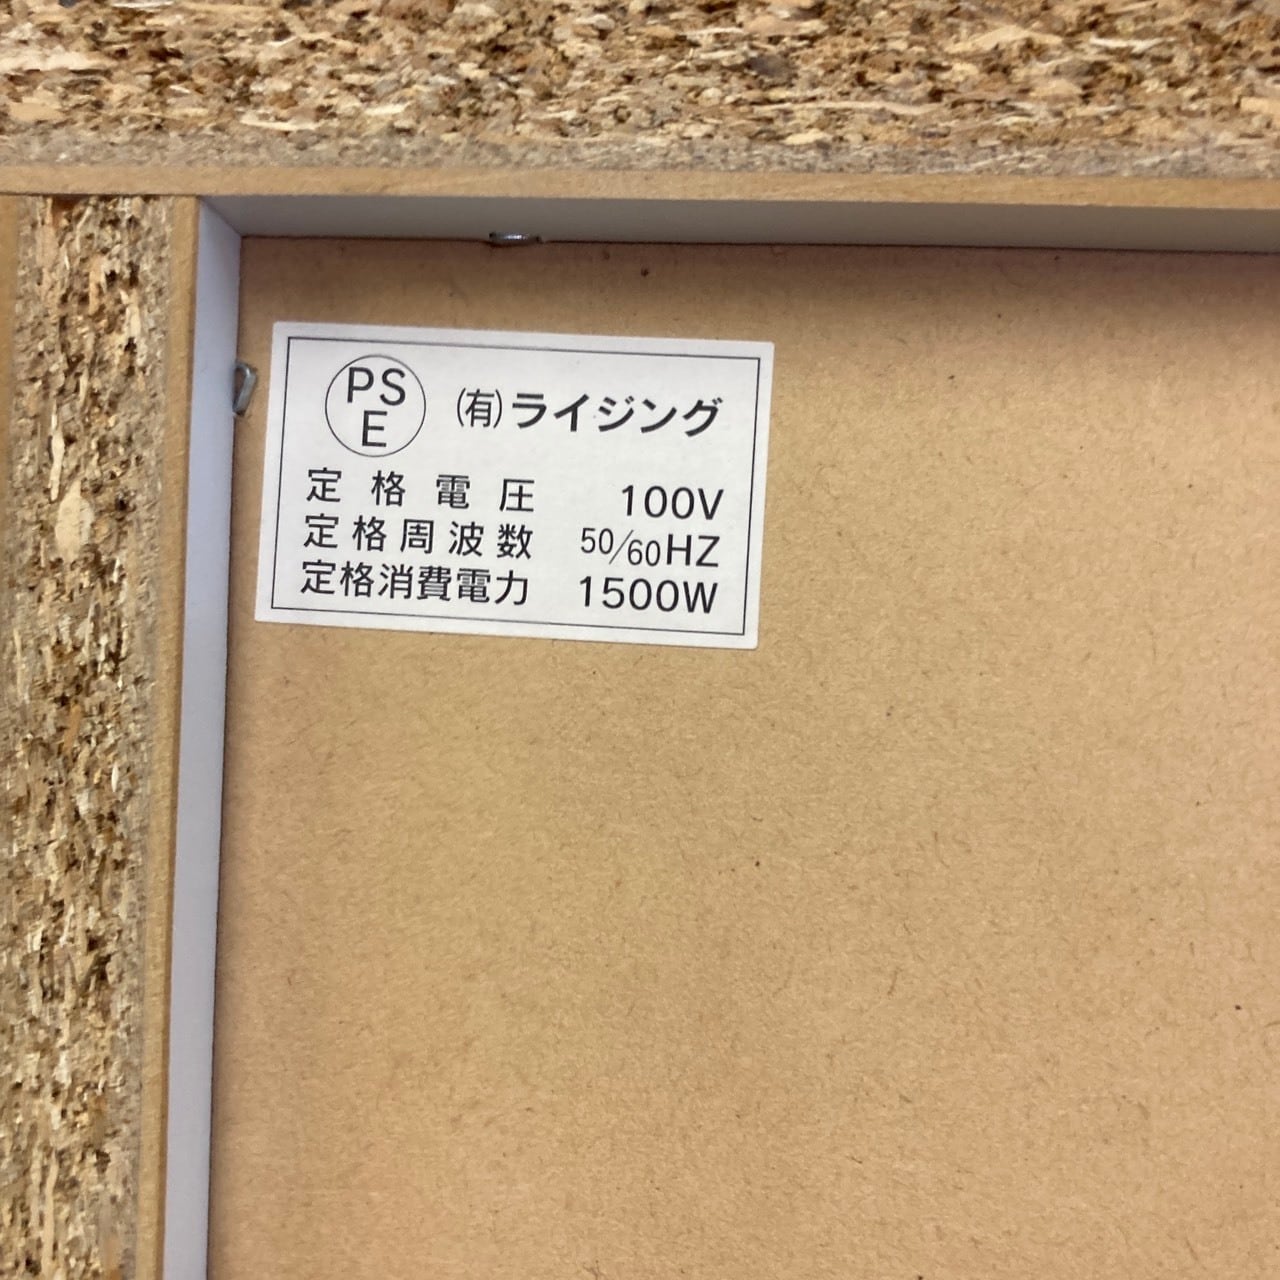 PS
E
(有)ライジング
定格電圧 100V
定格周波数 50/60HZ
定格消費電力 1500W